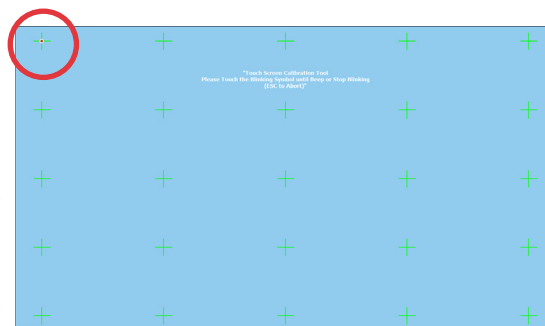 "Touch Screen Calibration Tool
Please Touch the Blinking Symbol until Beep or Stop Blinking
(ESC to Abort)"